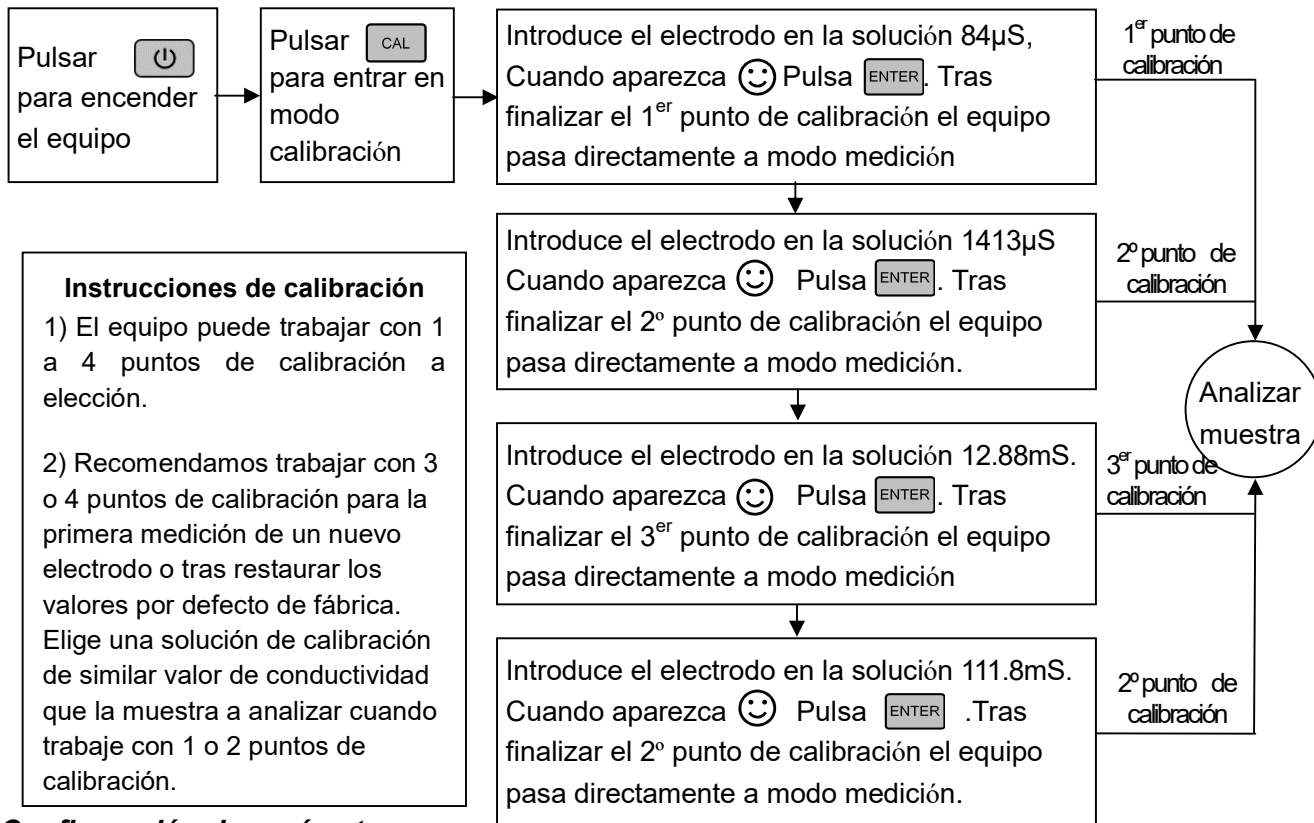 Pulsar
para encender
el equipo
Pulsar CAL
para entrar en
modo
calibración
Introduce el electrodo en la solución 84µS,
Cuando aparezca Pulsa ENTER. Tras
finalizar el 1er punto de calibración el equipo
pasa directamente a modo medición
1er punto de
calibración
Introduce el electrodo en la solución 1413µS
Cuando aparezca Pulsa ENTER. Tras
finalizar el 2º punto de calibración el equipo
pasa directamente a modo medición.
2º punto de
calibración
Analizar
muestra
Introduce el electrodo en la solución 12.88mS.
Cuando aparezca Pulsa ENTER. Tras
finalizar el 3er punto de calibración el equipo
pasa directamente a modo medición
3er punto de
calibración
Introduce el electrodo en la solución 111.8mS.
Cuando aparezca Pulsa ENTER .Tras
finalizar el 2º punto de calibración el equipo
pasa directamente a modo medición.
2º punto de
calibración
Instrucciones de calibración
1) El equipo puede trabajar con 1
a 4 puntos de calibración a
elección.
2) Recomendamos trabajar con 3
o 4 puntos de calibración para la
primera medición de un nuevo
electrodo o tras restaurar los
valores por defecto de fábrica.
Elige una solución de calibración
de similar valor de conductividad
que la muestra a analizar cuando
trabaje con 1 o 2 puntos de
calibración.